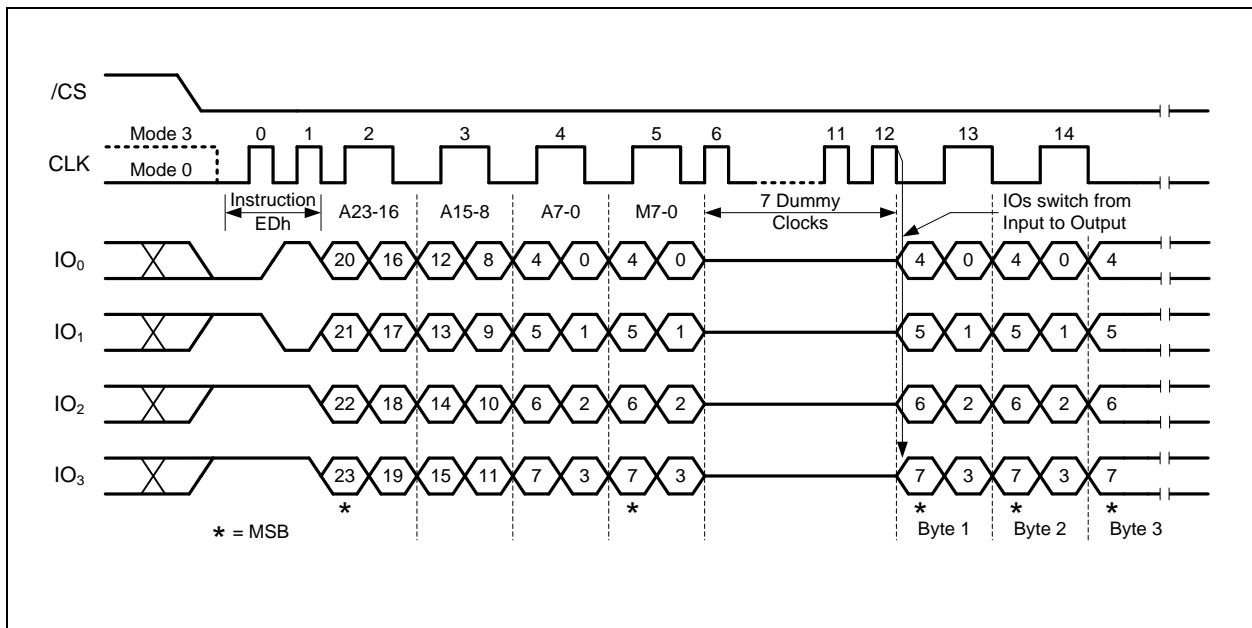 /CS
Mode 3 0 1 2 3 4 5 6 11 12 13 14
CLK Mode 0
Instruction A23-16 A15-8 A7-0 M7-0 7 Dummy IOs switch from
EDh Clocks Input to Output
IO0 20 16 12 8 4 0 4 0 4 0 4 0 4
IO1 21 17 13 9 5 1 5 1 5 1 5 1 5
IO2 22 18 14 10 6 2 6 2 6 2 6 2 6
IO3 23 19 15 11 7 3 7 3 7 3 7 3 7
* * * * *
* = MSB Byte 1 Byte 2 Byte 3